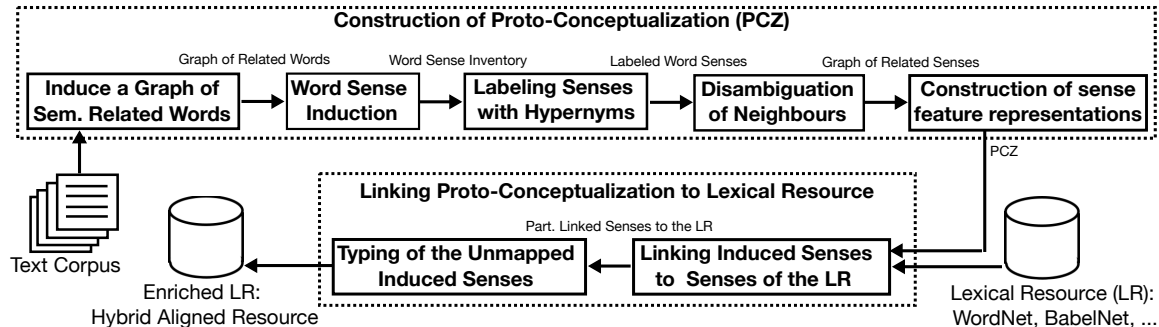 Construction of Proto-Conceptualization (PCZ)
Graph of Related Words
Word Sense Inventory
Labeled Word Senses
Graph of Related Senses
Induce a Graph of
Sem. Related Words
Word Sense
Induction
Labeling Senses
with Hypernyms
Disambiguation
of Neighbours
Construction of sense
feature representations
PCZ
Linking Proto-Conceptualization to Lexical Resource
Part. Linked Senses to the LR
Typing of the Unmapped
Induced Senses
Linking Induced Senses
to Senses of the LR
Text Corpus
Enriched LR:
Hybrid Aligned Resource
Lexical Resource (LR):
WordNet, BabelNet, ...